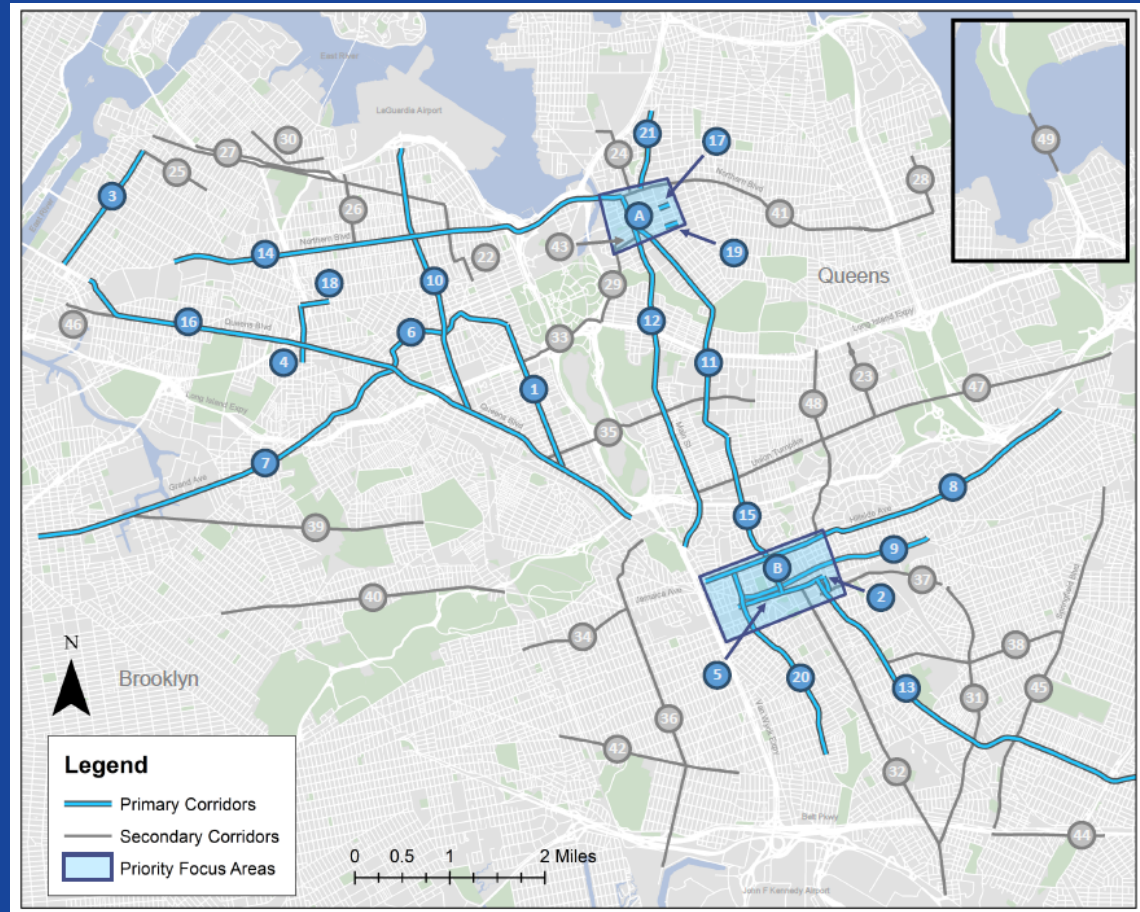 East River
LaGuardia Airport
30
27
21
17
24
49
25
3
28
Northern Blvd
26
A
41
East River
Northern Blvd
43
19
14
22
18
10
29
Queens
46
16
Queens Blvd
12
Long Island Expy
6
33
4
11
23
1
47
Long Island Expy
48
Queens Blvd
Main St
35
Union Turnpike
7
Grand Ave
8
15
Hillside Ave
39
9
B
37
40
Jamaica Ave
2
Springfield Blvd
34
38
N
Brooklyn
5
20
13
45
31
36
Van Wyck Expy
42
32
Legend
Primary Corridors
Secondary Corridors
Priority Focus Areas
Belt Pkwy
44
0 0.5 1 2 Miles
John F Kennedy Airport